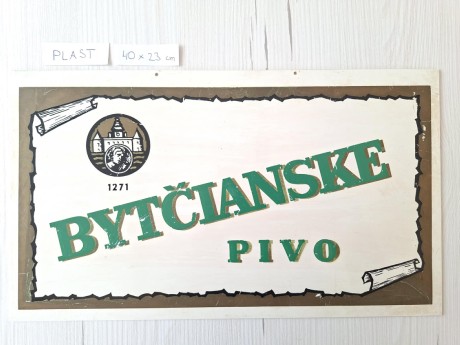 PLAST
40 x 23 cm
1271
BYTČIANSKE
PIVO